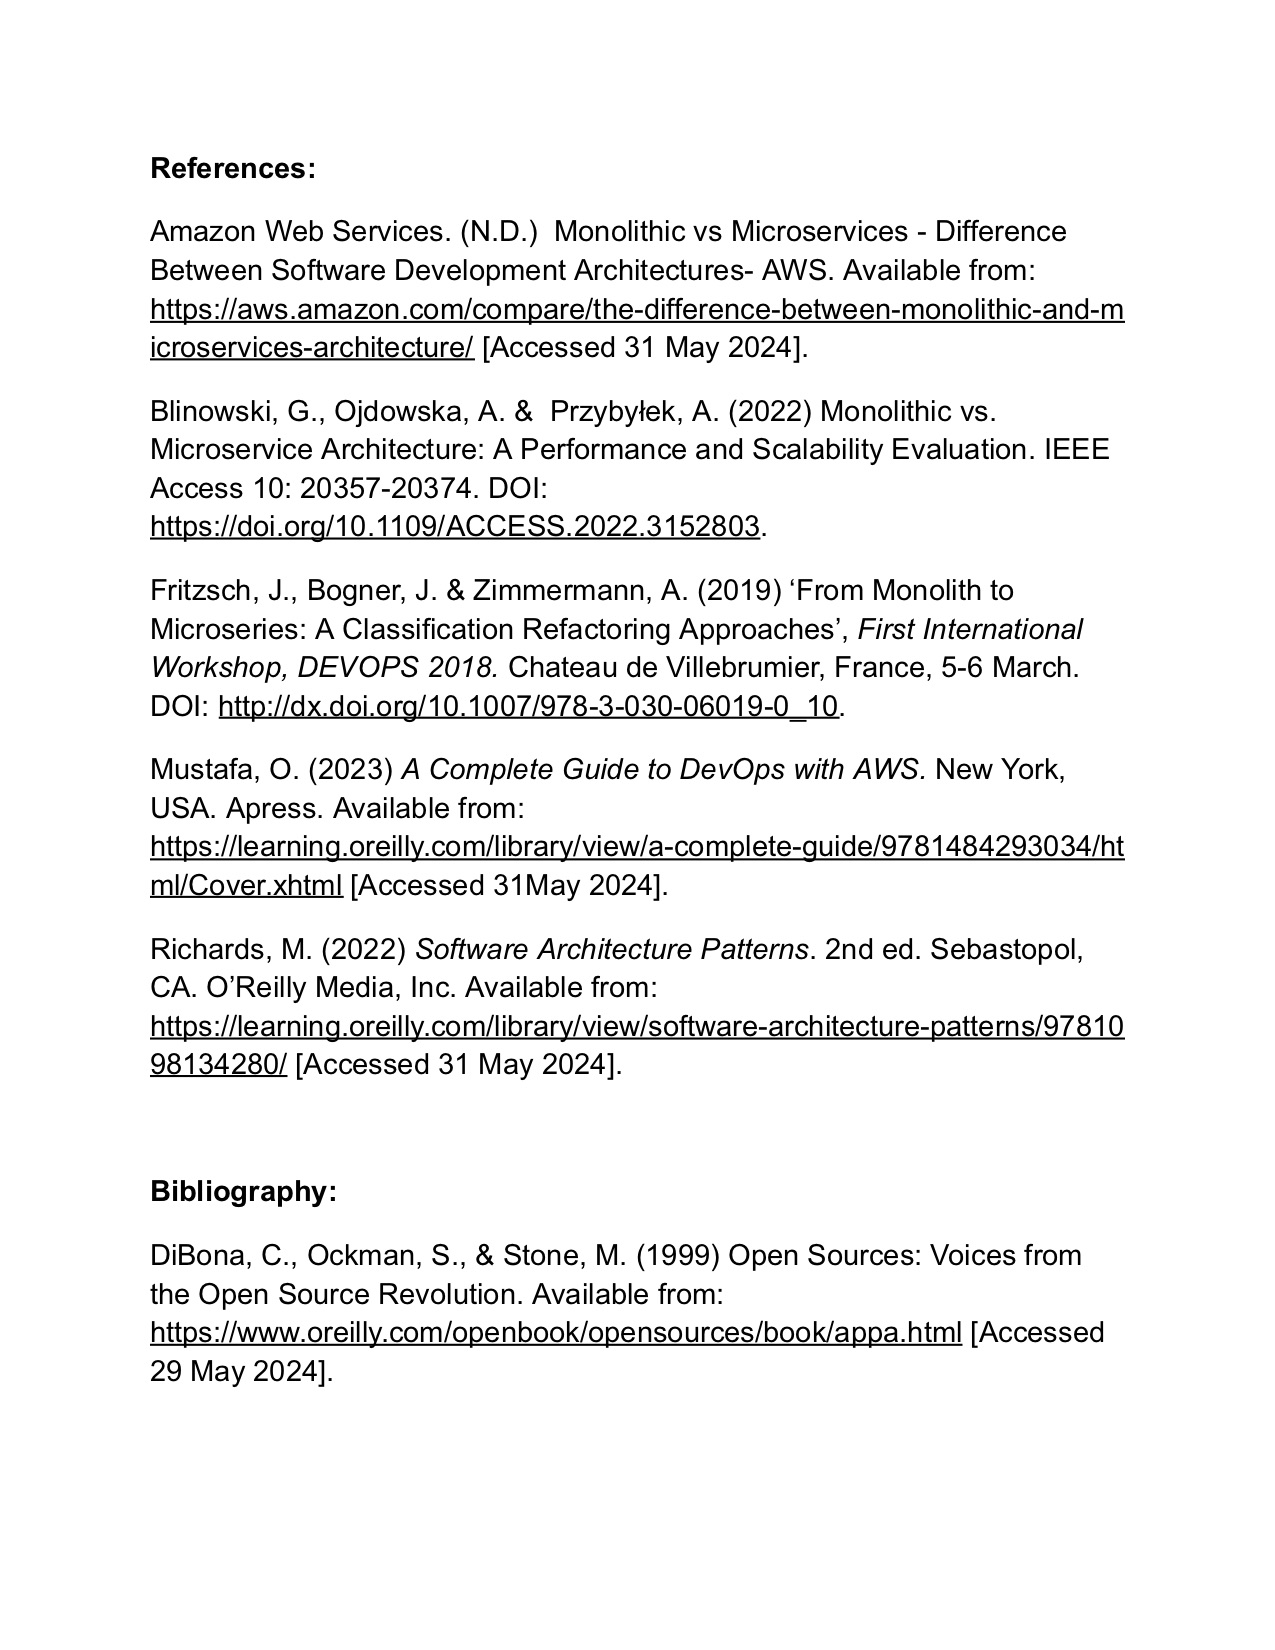 References:
Amazon Web Services. (N.D.)  Monolithic vs Microservices - Difference
Between Software Development Architectures- AWS. Available from:
https://aws.amazon.com/compare/the-difference-between-monolithic-and-m
icroservices-architecture/ [Accessed 31 May 2024].
Blinowski, G., Ojdowska, A. &  Przybyłek, A. (2022) Monolithic vs.
Microservice Architecture: A Performance and Scalability Evaluation. IEEE
Access 10: 20357-20374. DOI:
https://doi.org/10.1109/ACCESS.2022.3152803.
Fritzsch, J., Bogner, J. & Zimmermann, A. (2019) ‘From Monolith to
Microseries: A Classification Refactoring Approaches’, First International
Workshop, DEVOPS 2018. Chateau de Villebrumier, France, 5-6 March.
DOI: http://dx.doi.org/10.1007/978-3-030-06019-0_10.
Mustafa, O. (2023) A Complete Guide to DevOps with AWS. New York,
USA. Apress. Available from:
https://learning.oreilly.com/library/view/a-complete-guide/9781484293034/ht
ml/Cover.xhtml [Accessed 31May 2024].
Richards, M. (2022) Software Architecture Patterns. 2nd ed. Sebastopol,
CA. O’Reilly Media, Inc. Available from:
https://learning.oreilly.com/library/view/software-architecture-patterns/97810
98134280/ [Accessed 31 May 2024].
Bibliography:
DiBona, C., Ockman, S., & Stone, M. (1999) Open Sources: Voices from
the Open Source Revolution. Available from:
https://www.oreilly.com/openbook/opensources/book/appa.html [Accessed
29 May 2024].